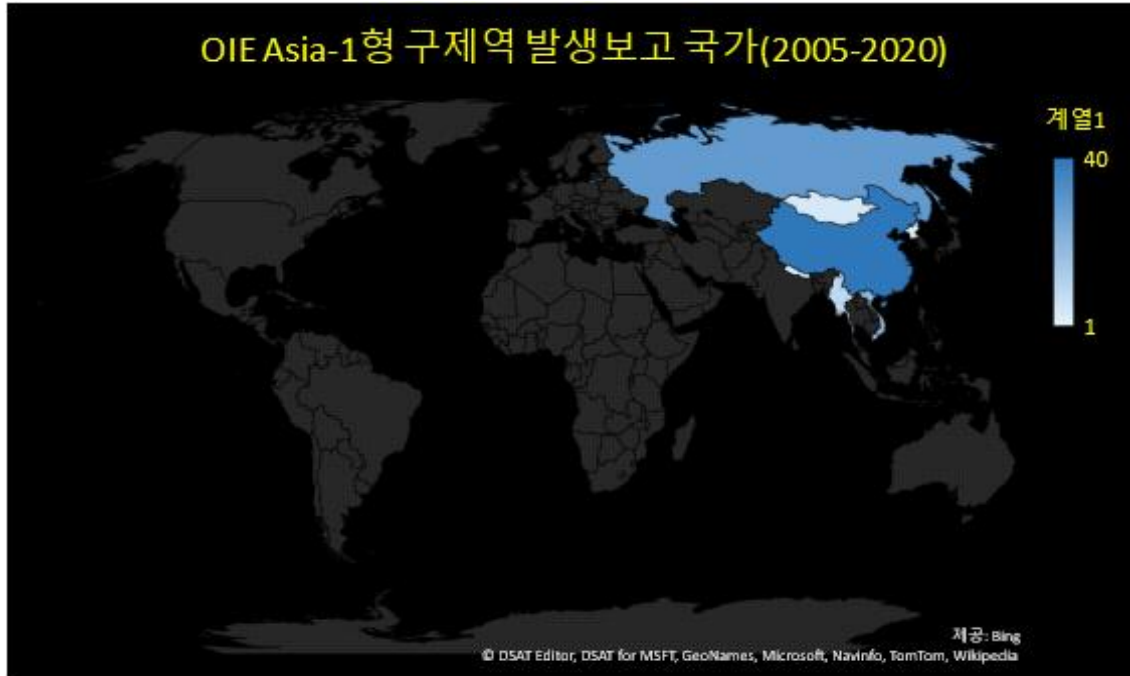 OIE Asia-1형 구제역 발생보고 국가(2005-2020)
계열1
40
1
제공: Bing
© DSAT Editor, DSAT for MSFT, GeoNames, Microsoft, Navinfo, TomTom, Wikipedia